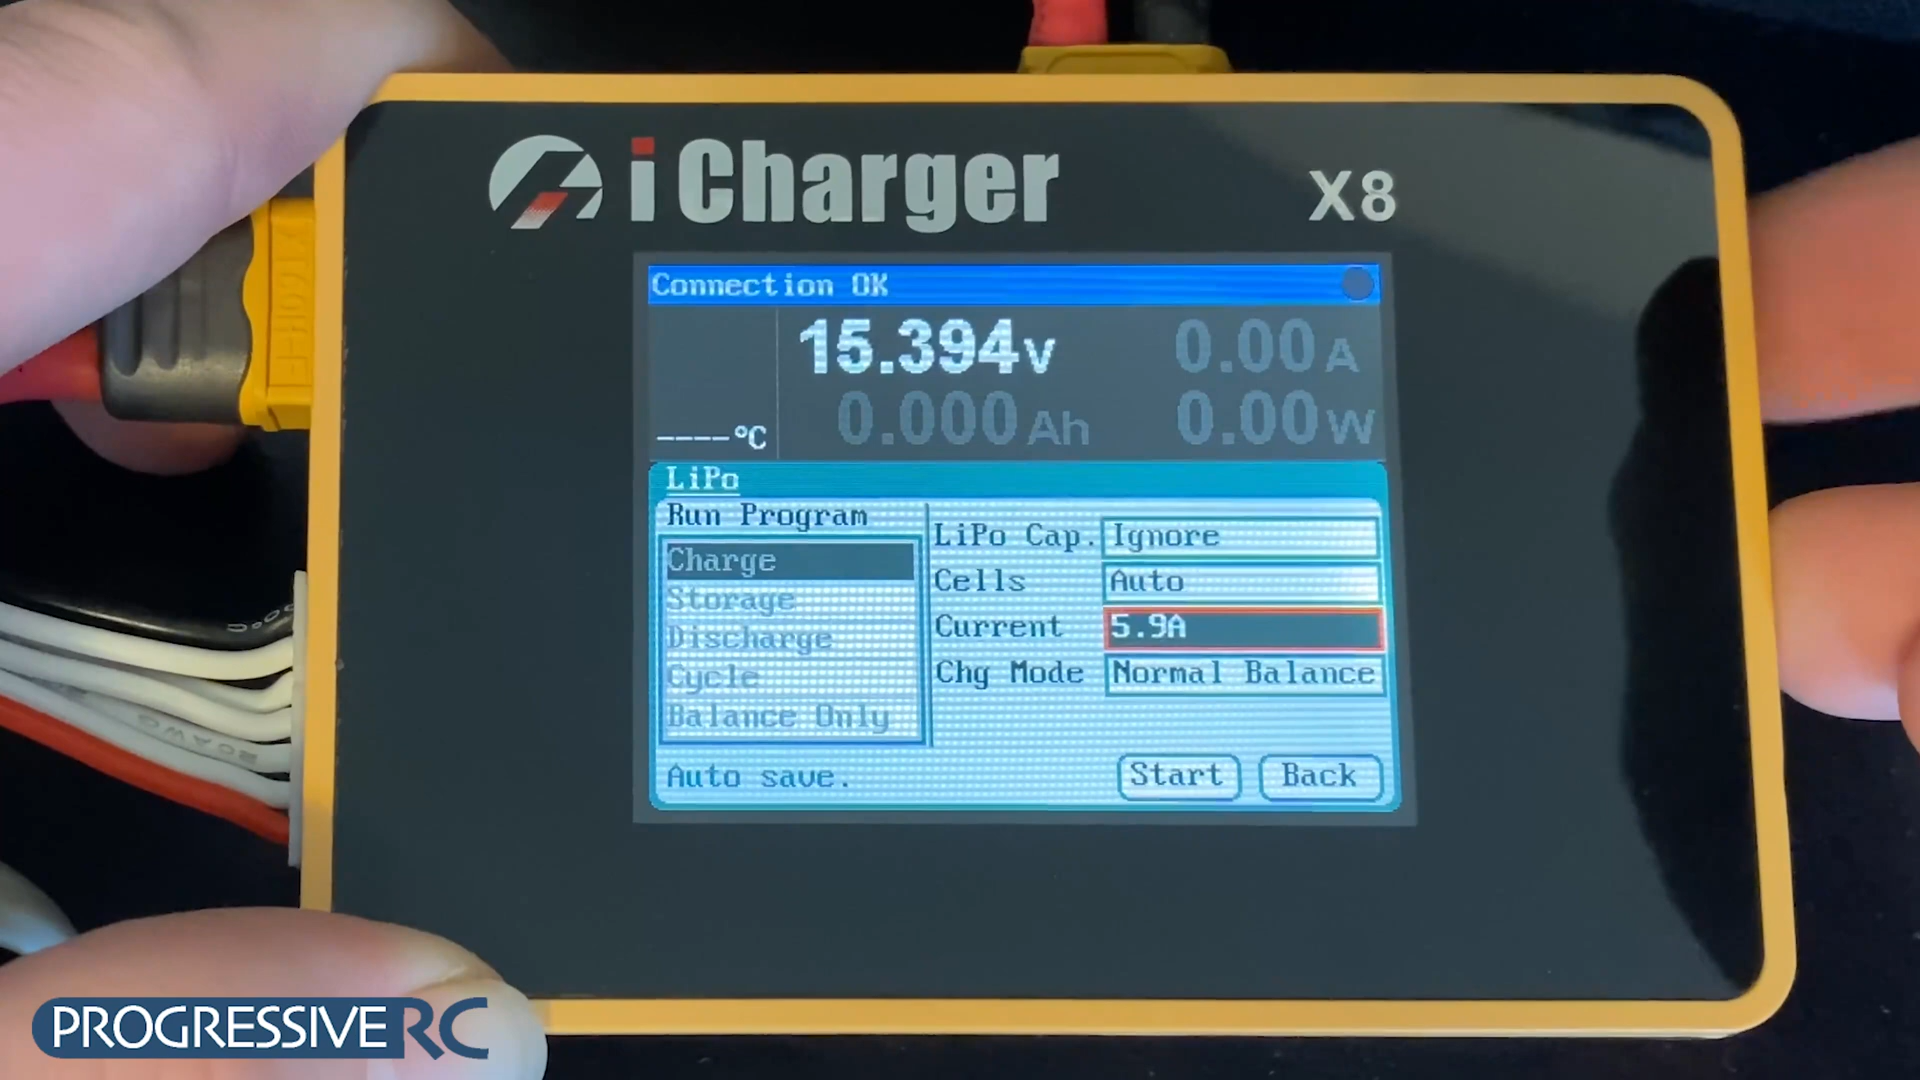 iCharger X8
Connection OK
15.394V 0.00A
0.000Ah 0.00W
----°C
LiPo
Run Program
Charge
Storage
Discharge
Cycle
Balance Only
LiPo Cap. Ignore
Cells Auto
Current 5.9A
Chg Mode Normal Balance
Auto save. Start Back
PROGRESSIVE RC